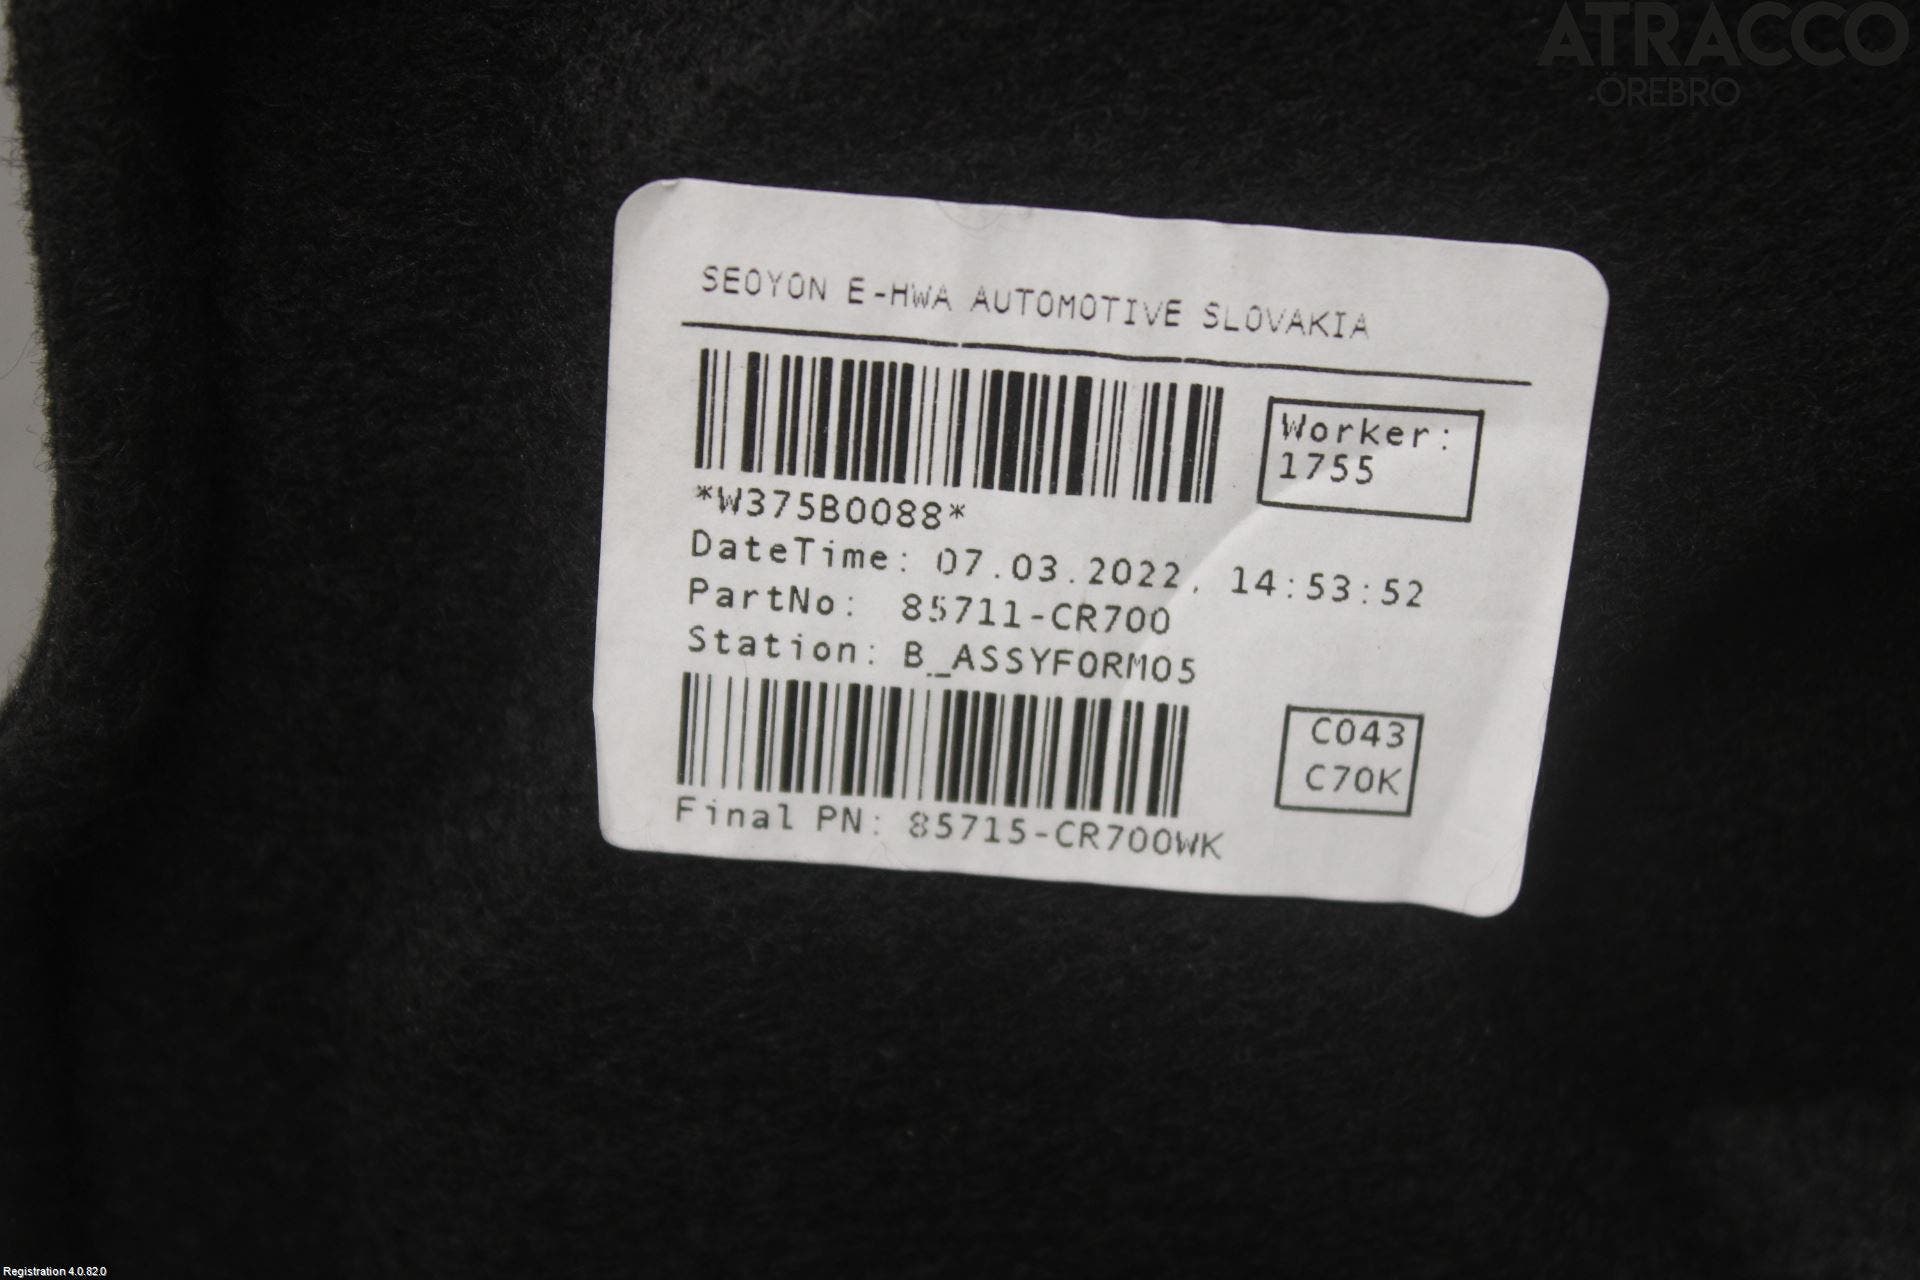 ATRACCO
ÖREBRO
SEOYON E-HWA AUTOMOTIVE SLOVAKIA
Worker:
1755
*W375B0088*
DateTime: 07.03.2022, 14:53:52
PartNo: 85711-CR700
Station: B_ASSYFORM05
C043
C70K
Final PN: 85715-CR700WK
Registration 4.0.82.0